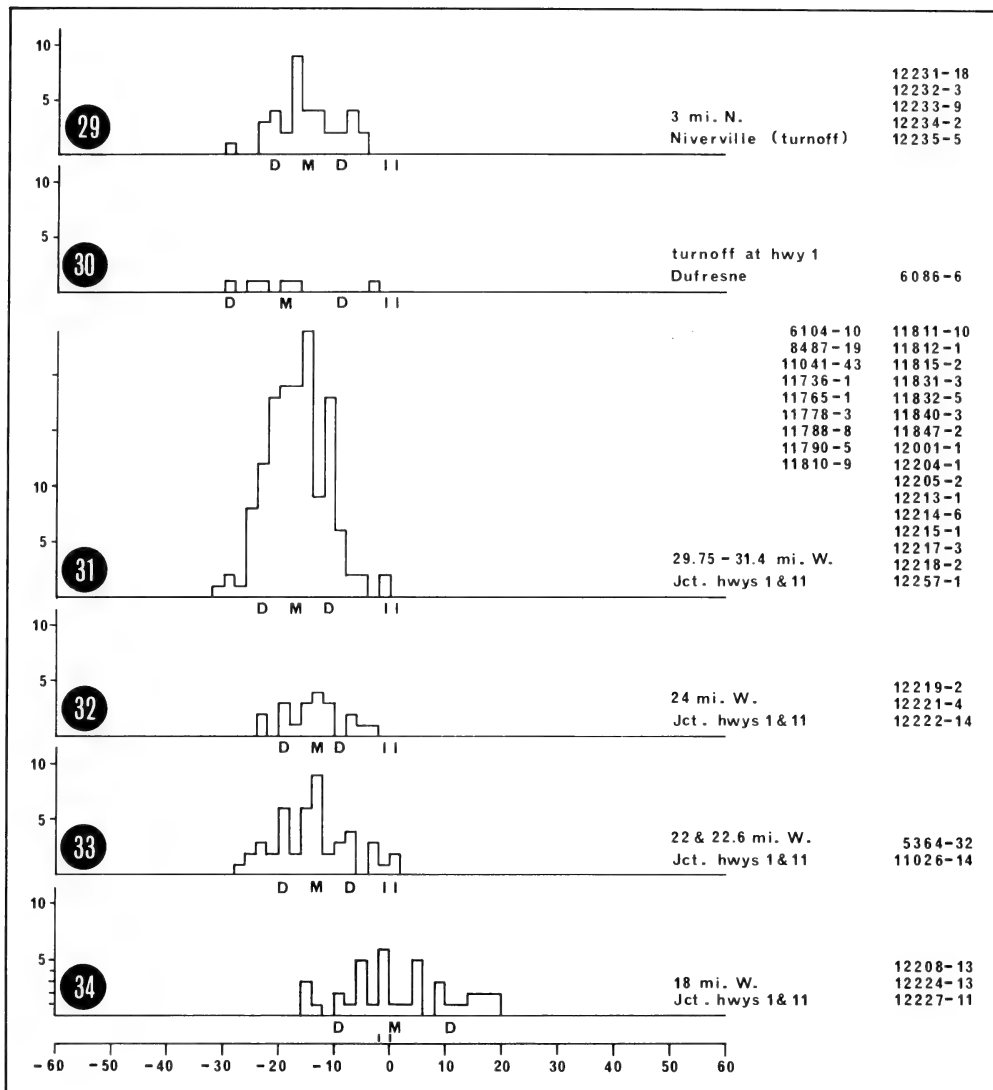 10
5
29
3 mi. N.
Niverville (turnoff)
12231-18
12232-3
12233-9
12234-2
12235-5
D M D I I
10
5
30
turnoff at hwy 1
Dufresne 6086-6
D M D I I
10
5
31
6104-10 11811-10
8487-19 11812-1
11041-43 11815-2
11736-1 11831-3
11765-1 11832-5
11778-3 11840-3
11788-8 11847-2
11790-5 12001-1
11810-9 12204-1
12205-2
12213-1
12214-6
12215-1
12217-3
12218-2
12257-1
29.75-31.4 mi. W.
Jct. hwys 1 & 11
D M D I I
10
5
32
24 mi. W.
Jct. hwys 1 & 11
12219-2
12221-4
12222-14
D M D I I
10
5
33
22 & 22.6 mi. W.
Jct. hwys 1 & 11
5364-32
11026-14
D M D I I
10
5
34
18 mi. W.
Jct. hwys 1 & 11
12208-13
12224-13
12227-11
D M D
I I
-60 -50 -40 -30 -20 -10 0 10 20 30 40 50 60